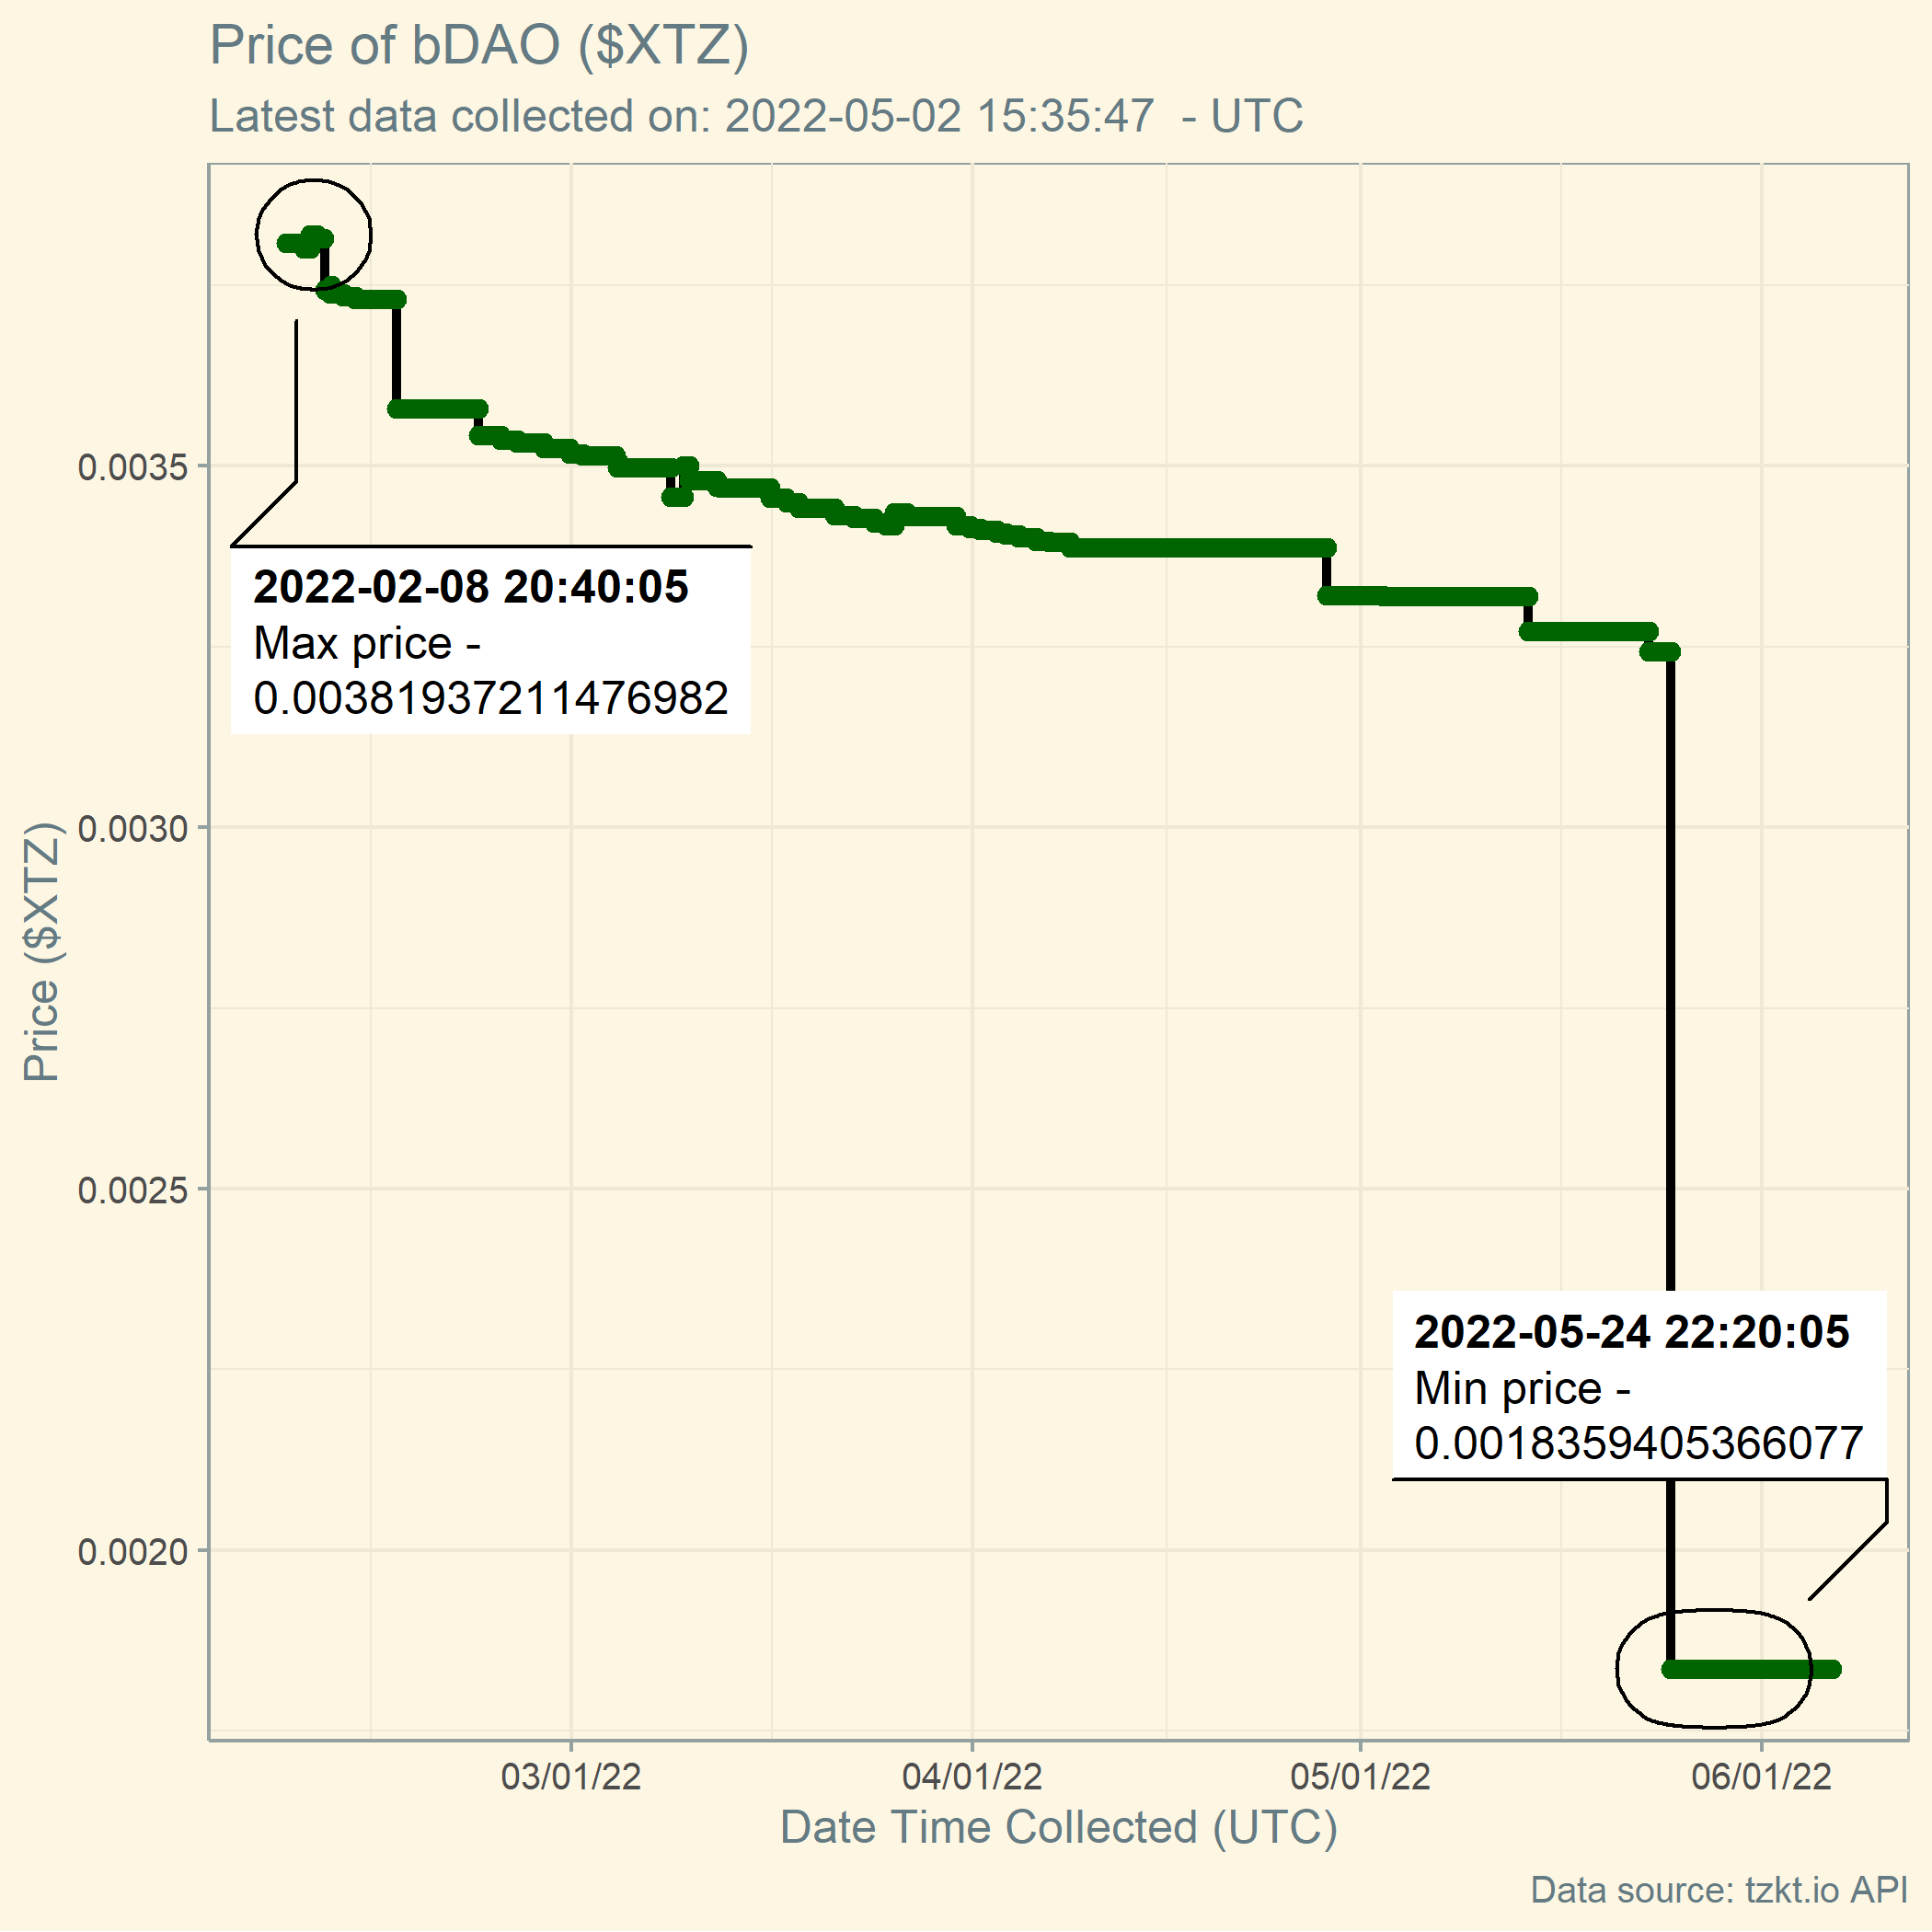 Price of bDAO ($XTZ)
Latest data collected on: 2022-05-02 15:35:47  - UTC
0.0035
2022-02-08 20:40:05
Max price -
0.00381937211476982
0.0030
Price ($XTZ)
0.0025
2022-05-24 22:20:05
Min price -
0.0018359405366077
0.0020
03/01/22 04/01/22 05/01/22 06/01/22
Date Time Collected (UTC)
Data source: tzkt.io API